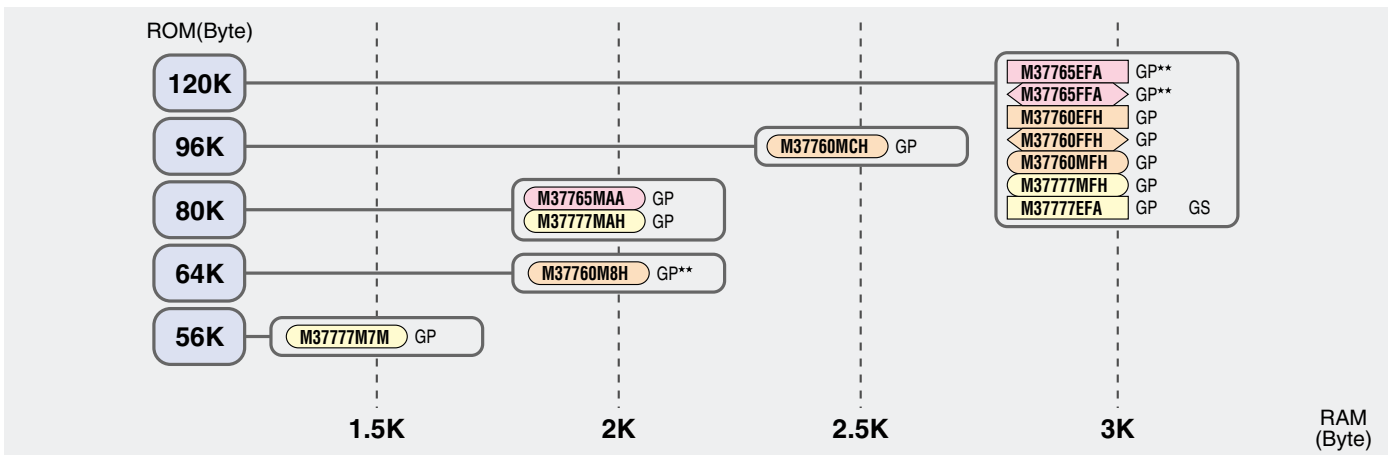 ROM(Byte)
120K
M37765EFA GP★★
M37765FFA GP★★
M37760EFH GP
M37760FFH GP
M37760MFH GP
M37777MFH GP
M37777EFA GP GS
96K
M37760MCH GP
80K
M37765MAA GP
M37777MAH GP
64K
M37760M8H GP★★
56K
M37777M7M GP
1.5K 2K 2.5K 3K
RAM
(Byte)